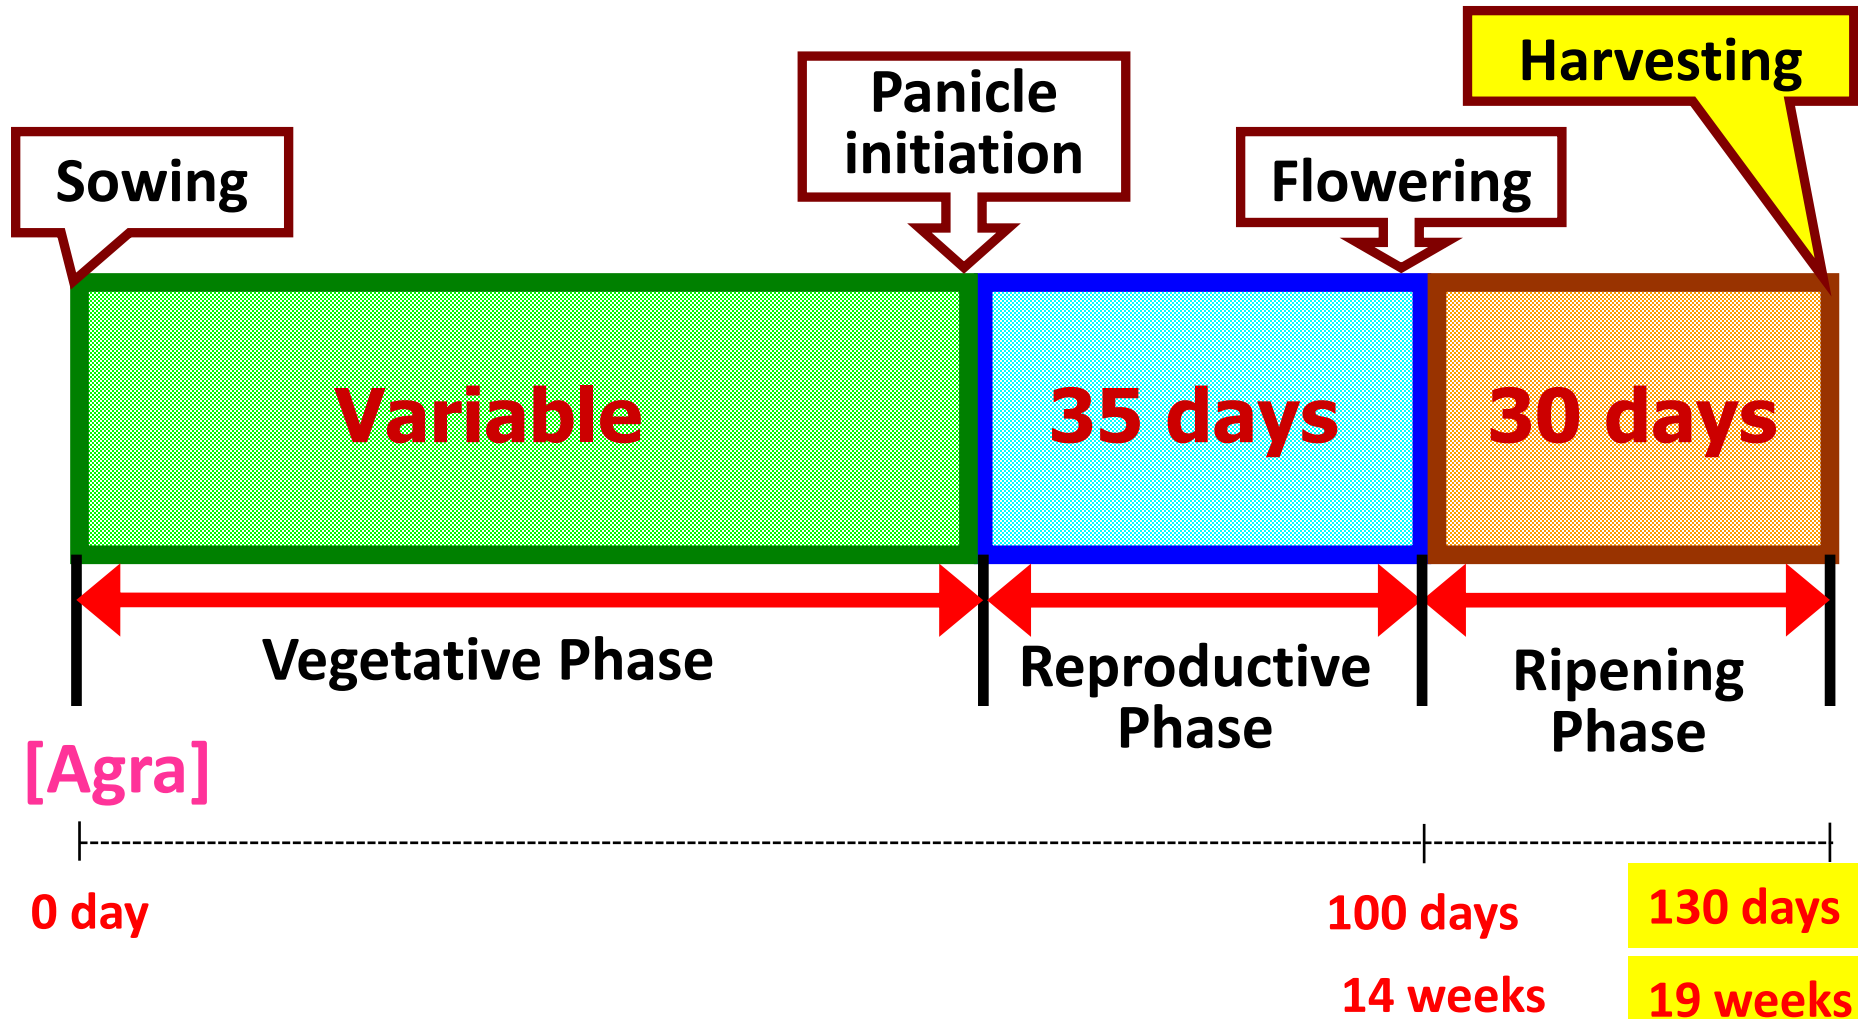 Harvesting
Panicle
initiation
Sowing
Flowering
Variable
35 days
30 days
Vegetative Phase
Reproductive
Phase
Ripening
Phase
[Agra]
0 day
100 days
130 days
14 weeks
19 weeks